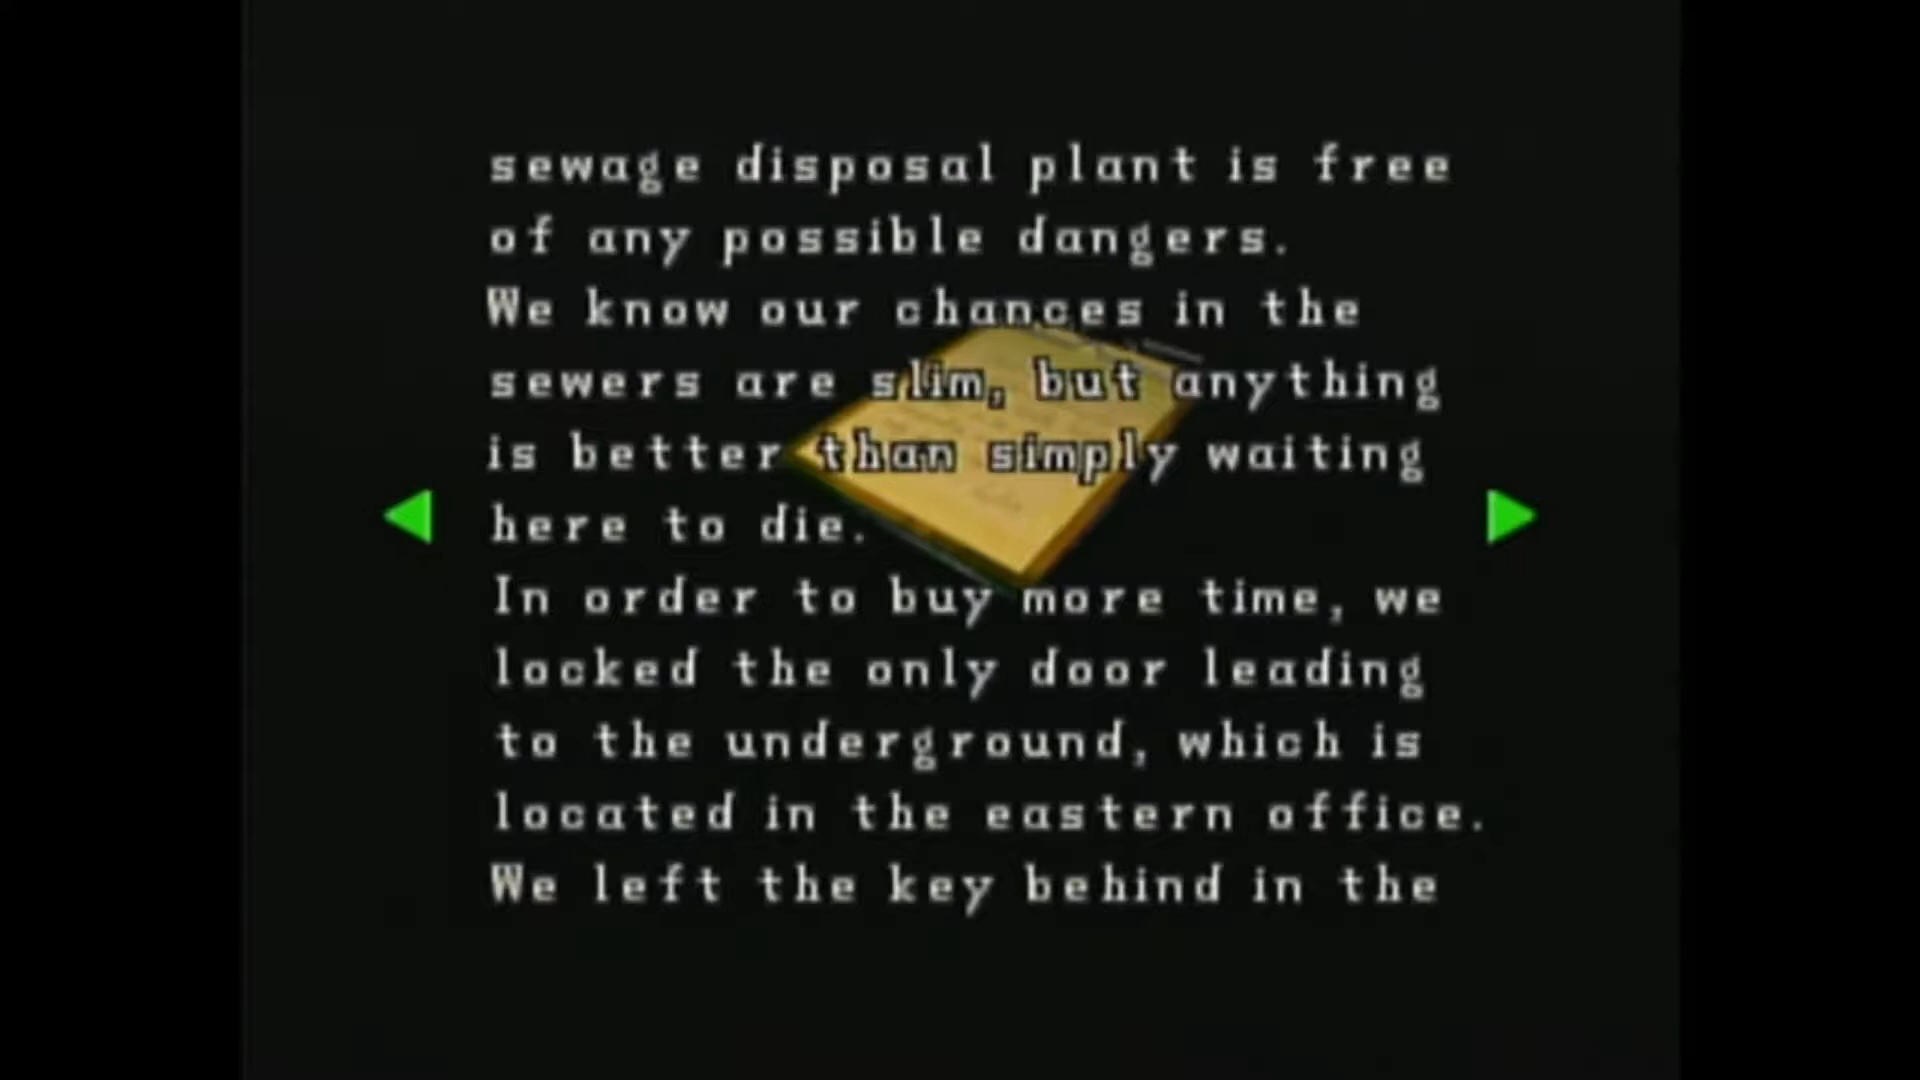 sewage disposal plant is free
of any possible dangers.
We know our chances in the
sewers are slim, but anything
is better than simply waiting
here to die.
In order to buy more time, we
locked the only door leading
to the underground, which is
located in the eastern office.
We left the key behind in the